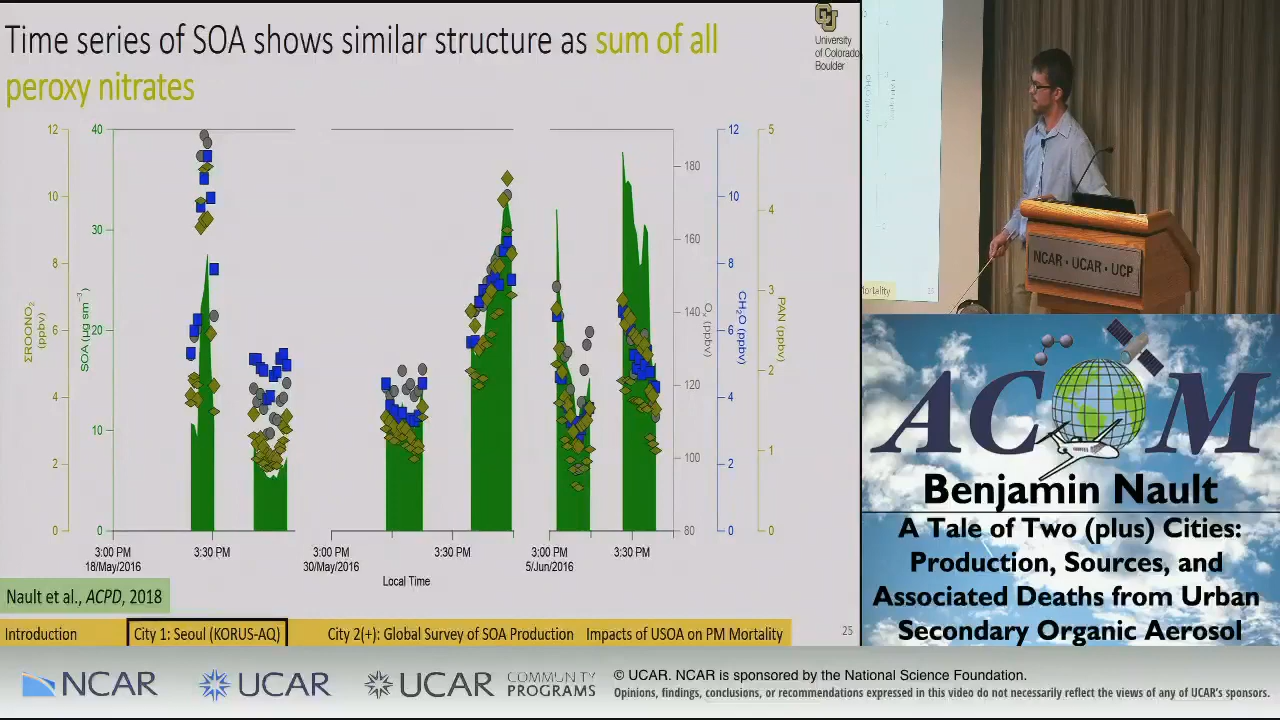 Time series of SOA shows similar structure as sum of all
peroxy nitrates
University
of Colorado
Boulder
12
10
8
6
4
2
0
ΣROONO₂
(ppbv)
40
30
20
10
0
SOA (µg sm⁻³)
180
160
140
120
100
80
Oₓ (ppbv)
12
10
8
6
4
2
0
CH₂O (ppbv)
5
4
3
2
1
0
PAN (ppbv)
3:00 PM
18/May/2016
3:30 PM
3:00 PM
30/May/2016
3:30 PM
3:00 PM
5/Jun/2016
3:30 PM
Local Time
Nault et al., ACPD, 2018
Introduction
City 1: Seoul (KORUS-AQ)
City 2(+): Global Survey of SOA Production
Impacts of USOA on PM Mortality
25
NCAR • UCAR • UCP
ACOM
Benjamin Nault
A Tale of Two (plus) Cities:
Production, Sources, and
Associated Deaths from Urban
Secondary Organic Aerosol
NCAR
UCAR
UCAR
COMMUNITY
PROGRAMS
© UCAR. NCAR is sponsored by the National Science Foundation.
Opinions, findings, conclusions, or recommendations expressed in this video do not necessarily reflect the views of any of UCAR's sponsors.